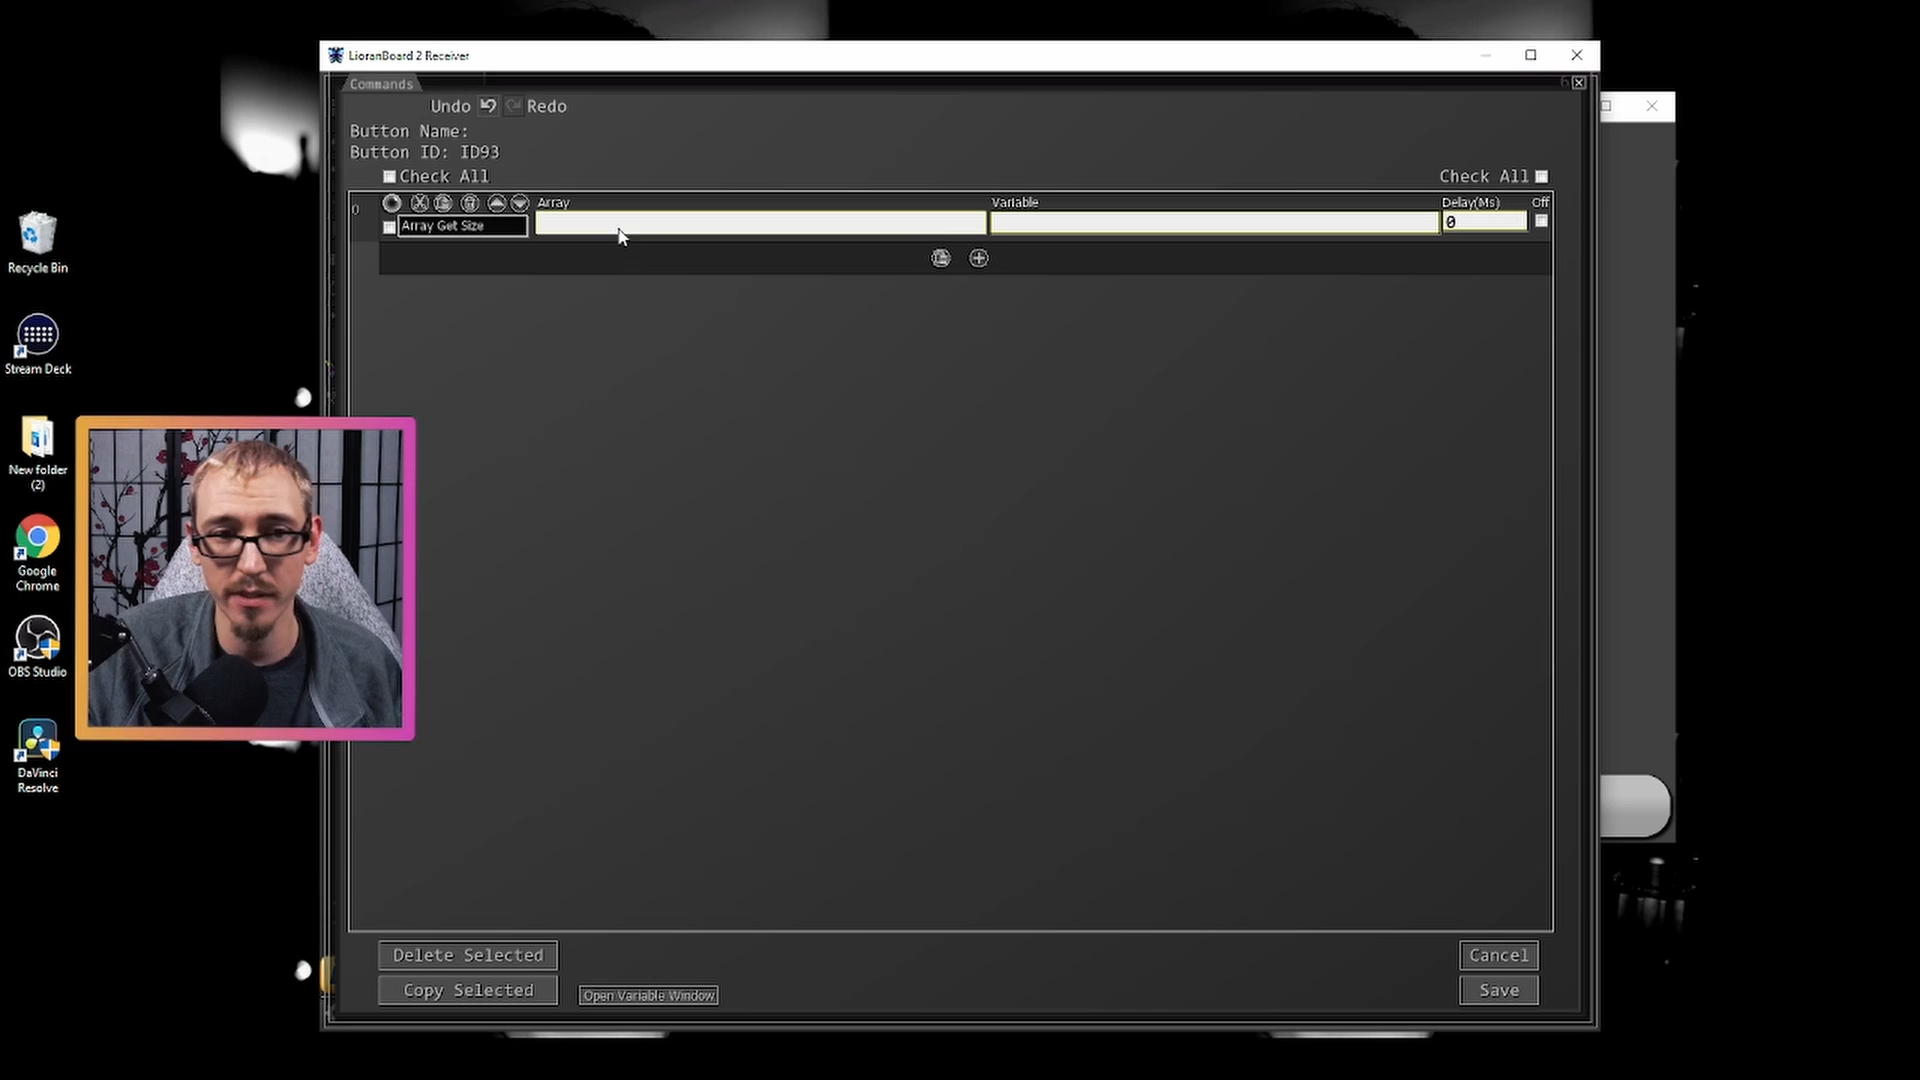 LioranBoard 2 Receiver
Commands
6
Undo Redo
Button Name:
Button ID: ID93
Check All
Check All
0
Array
Variable
Delay(Ms)
Off
Array Get Size
0
Recycle Bin
Stream Deck
New folder
(2)
Google
Chrome
OBS Studio
DaVinci
Resolve
Delete Selected
Copy Selected
Open Variable Window
Cancel
Save